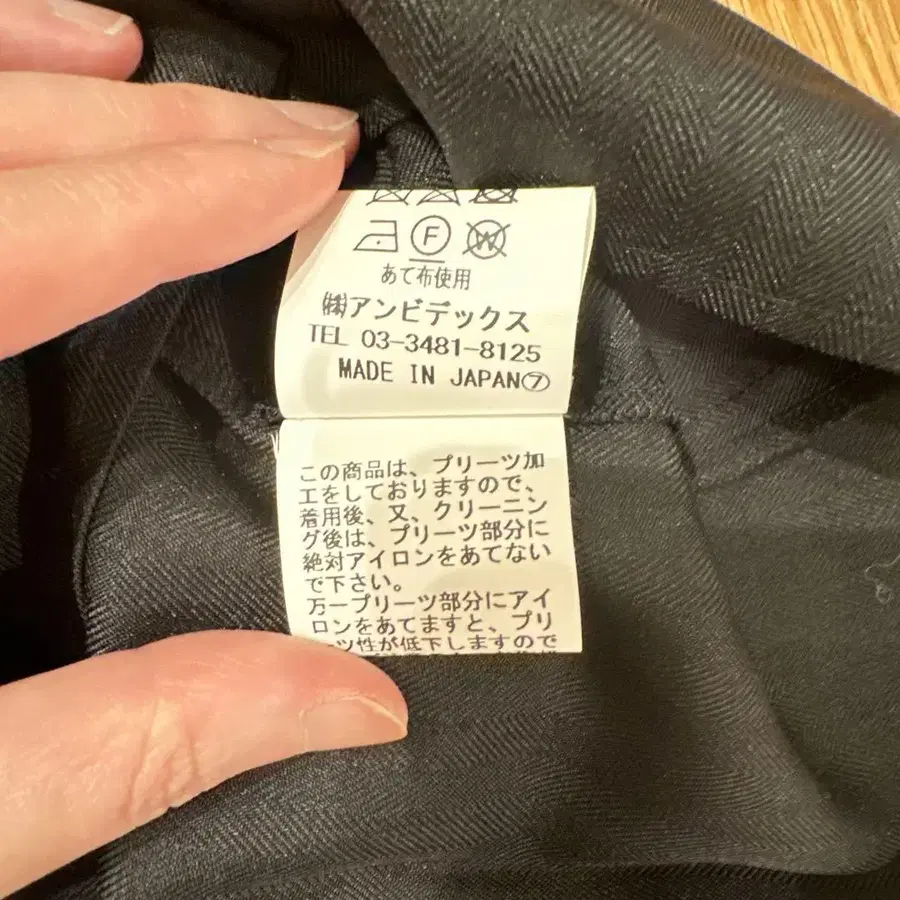 F W
あて布使用
㈱アンビデックス
TEL 03-3481-8125
MADE IN JAPAN⑦
この商品は、プリーツ加
工をしておりますので、
着用後、又、クリーニン
グ後は、プリーツ部分に
絶対アイロンをあてない
で下さい。
万一プリーツ部分にアイ
ロンをあてますと、プリ
ーツ性が低下しますので